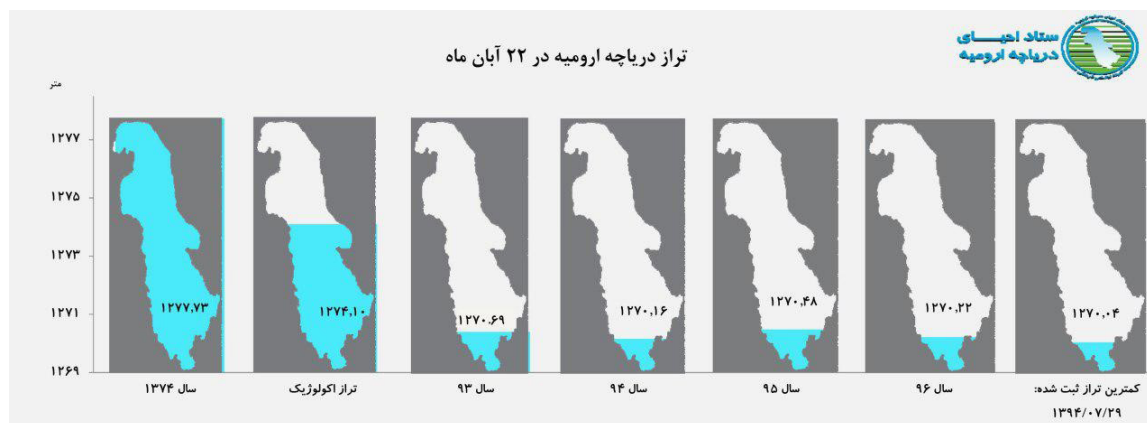 ستاد احیای
دریاچه ارومیه
تراز دریاچه ارومیه در ۲۲ آبان ماه
متر
۱۲۷۷
۱۲۷۵
۱۲۷۳
۱۲۷۱
۱۲۶۹
۱۲۷۷,۷۳
۱۲۷۴,۱۰
۱۲۷۰,۶۹
۱۲۷۰,۱۶
۱۲۷۰,۴۸
۱۲۷۰,۲۲
۱۲۷۰,۰۴
سال ۱۳۷۴
تراز اکولوژیک
سال ۹۳
سال ۹۴
سال ۹۵
سال ۹۶
کمترین تراز ثبت شده:
۱۳۹۴/۰۷/۲۹